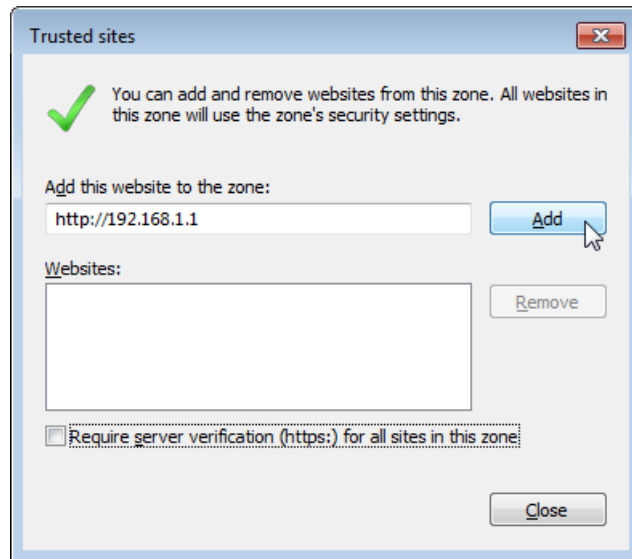 Trusted sites
You can add and remove websites from this zone. All websites in
this zone will use the zone's security settings.
Add this website to the zone:
http://192.168.1.1
Add
Websites:
Remove
Require server verification (https:) for all sites in this zone
Close